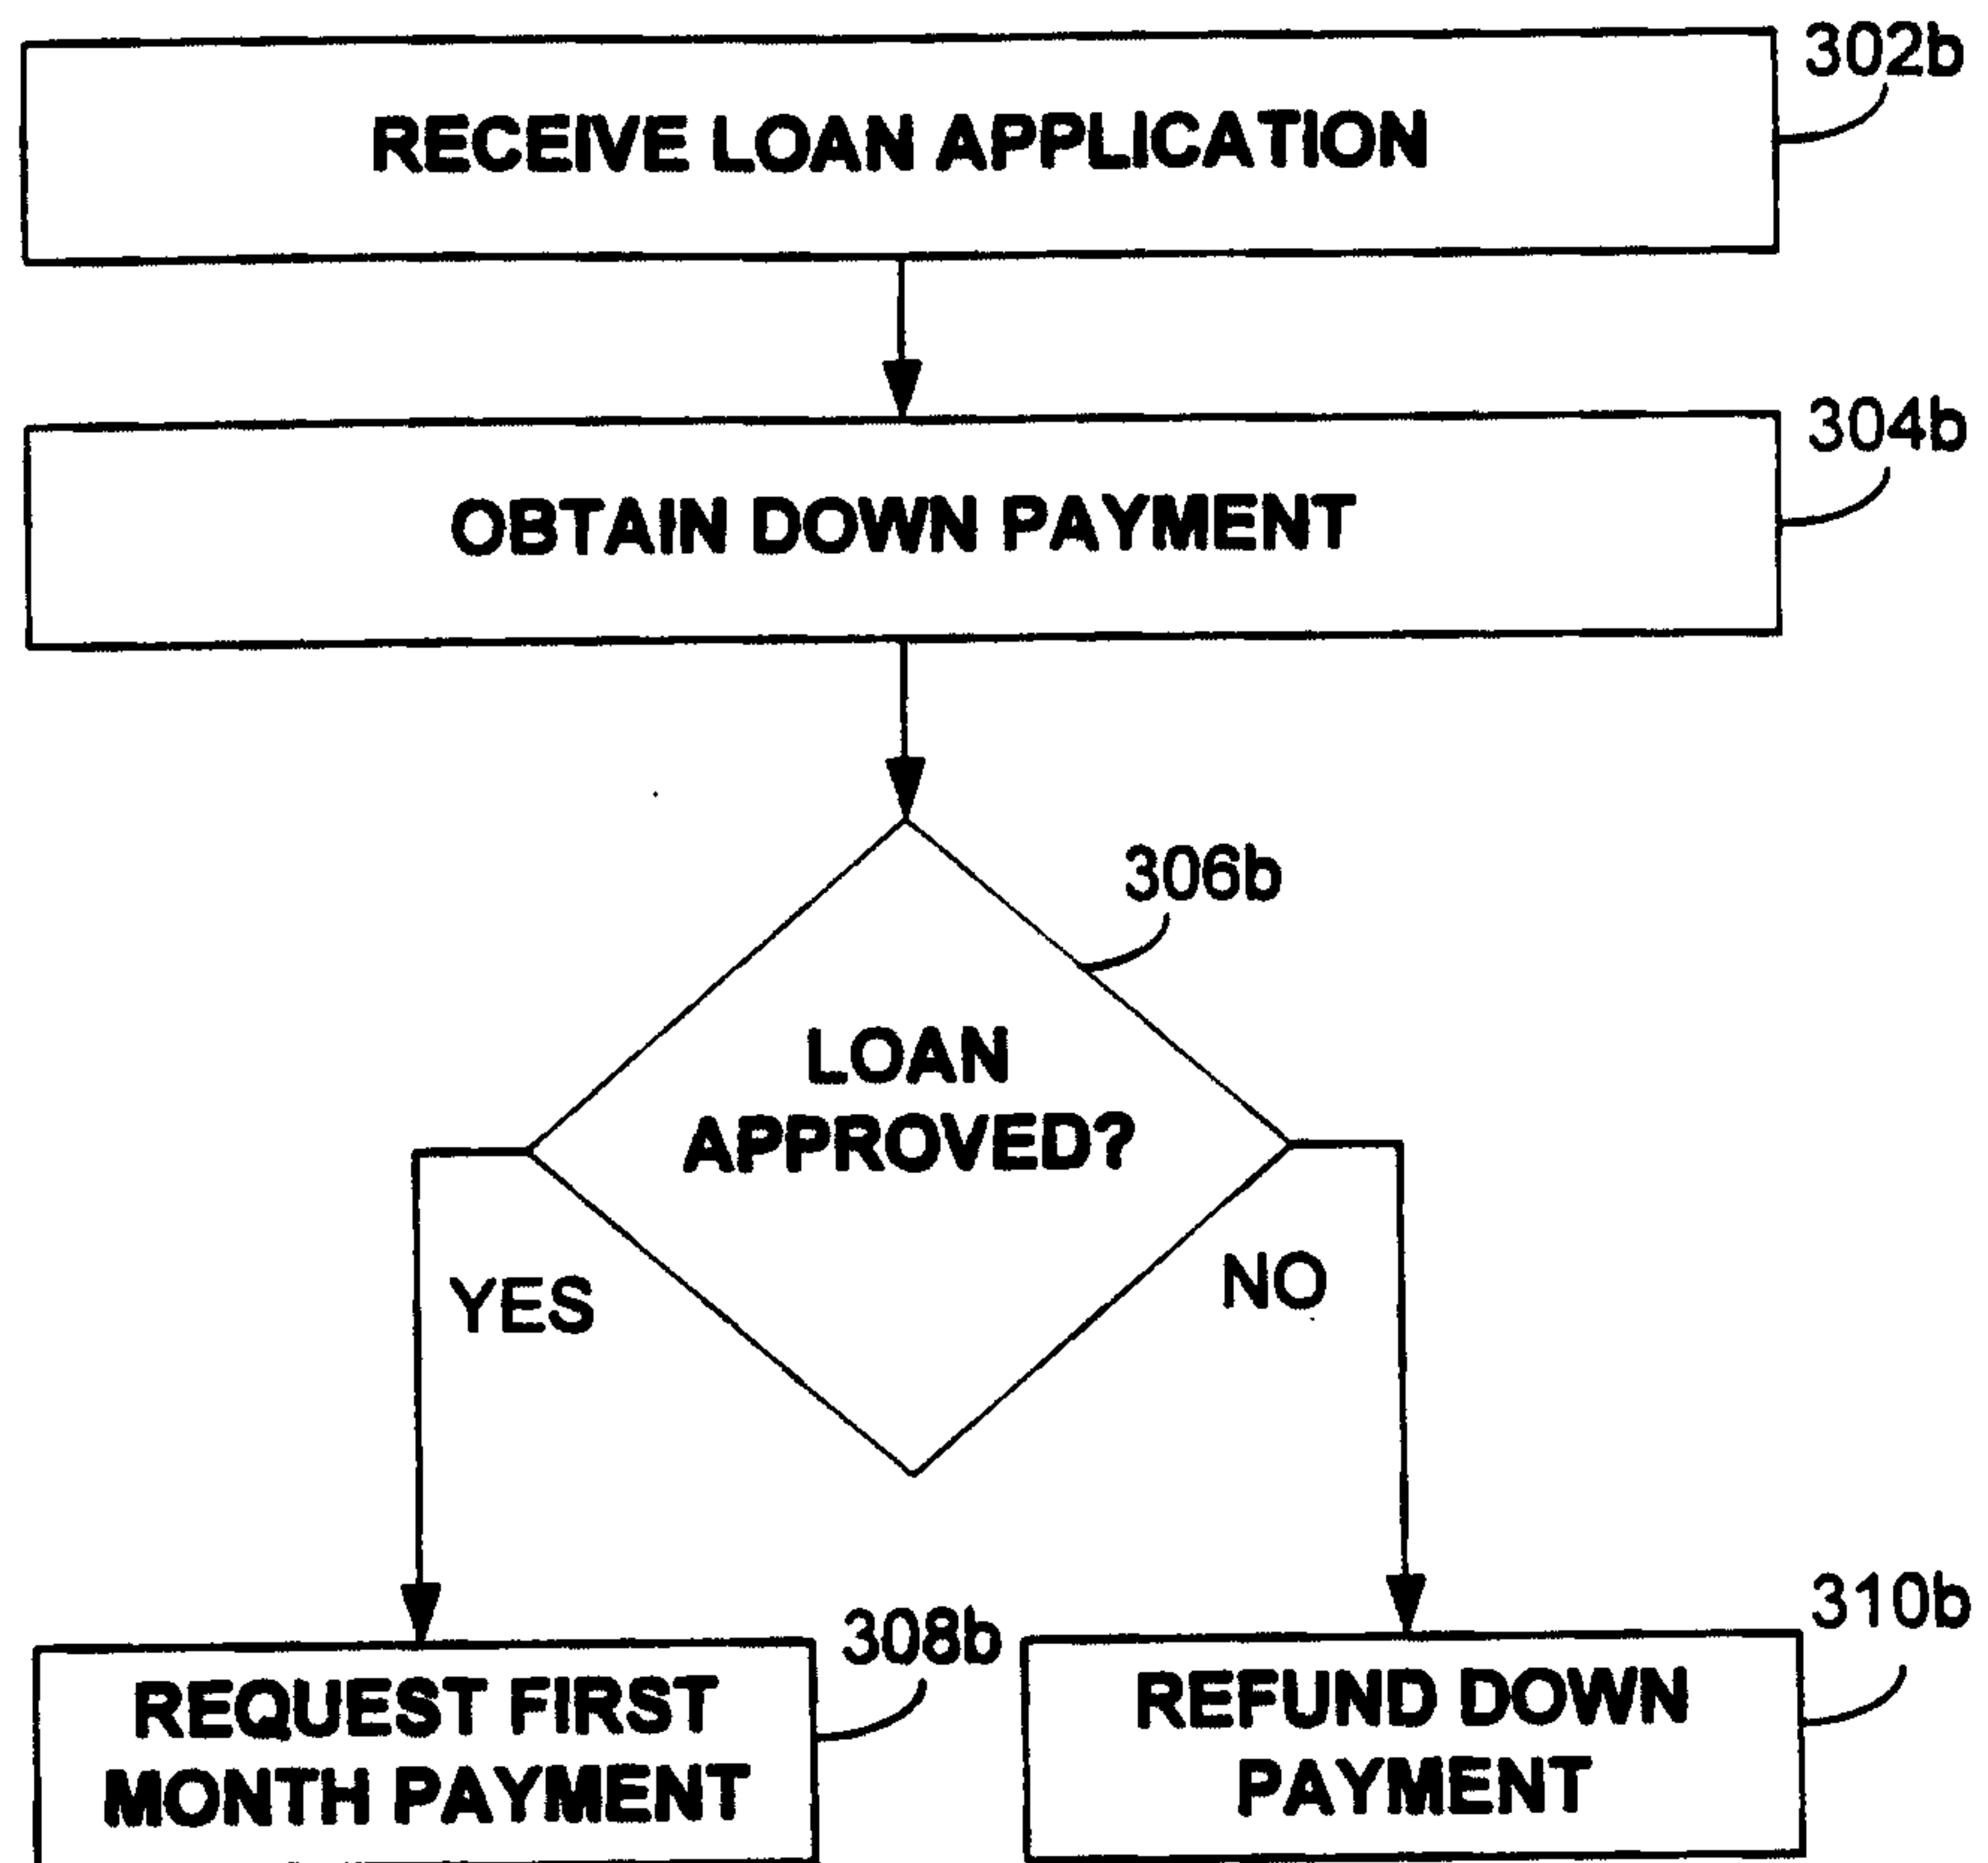 302b
RECEIVE LOAN APPLICATION
304b
OBTAIN DOWN PAYMENT
306b
LOAN
APPROVED?
YES
NO
308b
310b
REQUEST FIRST
MONTH PAYMENT
REFUND DOWN
PAYMENT